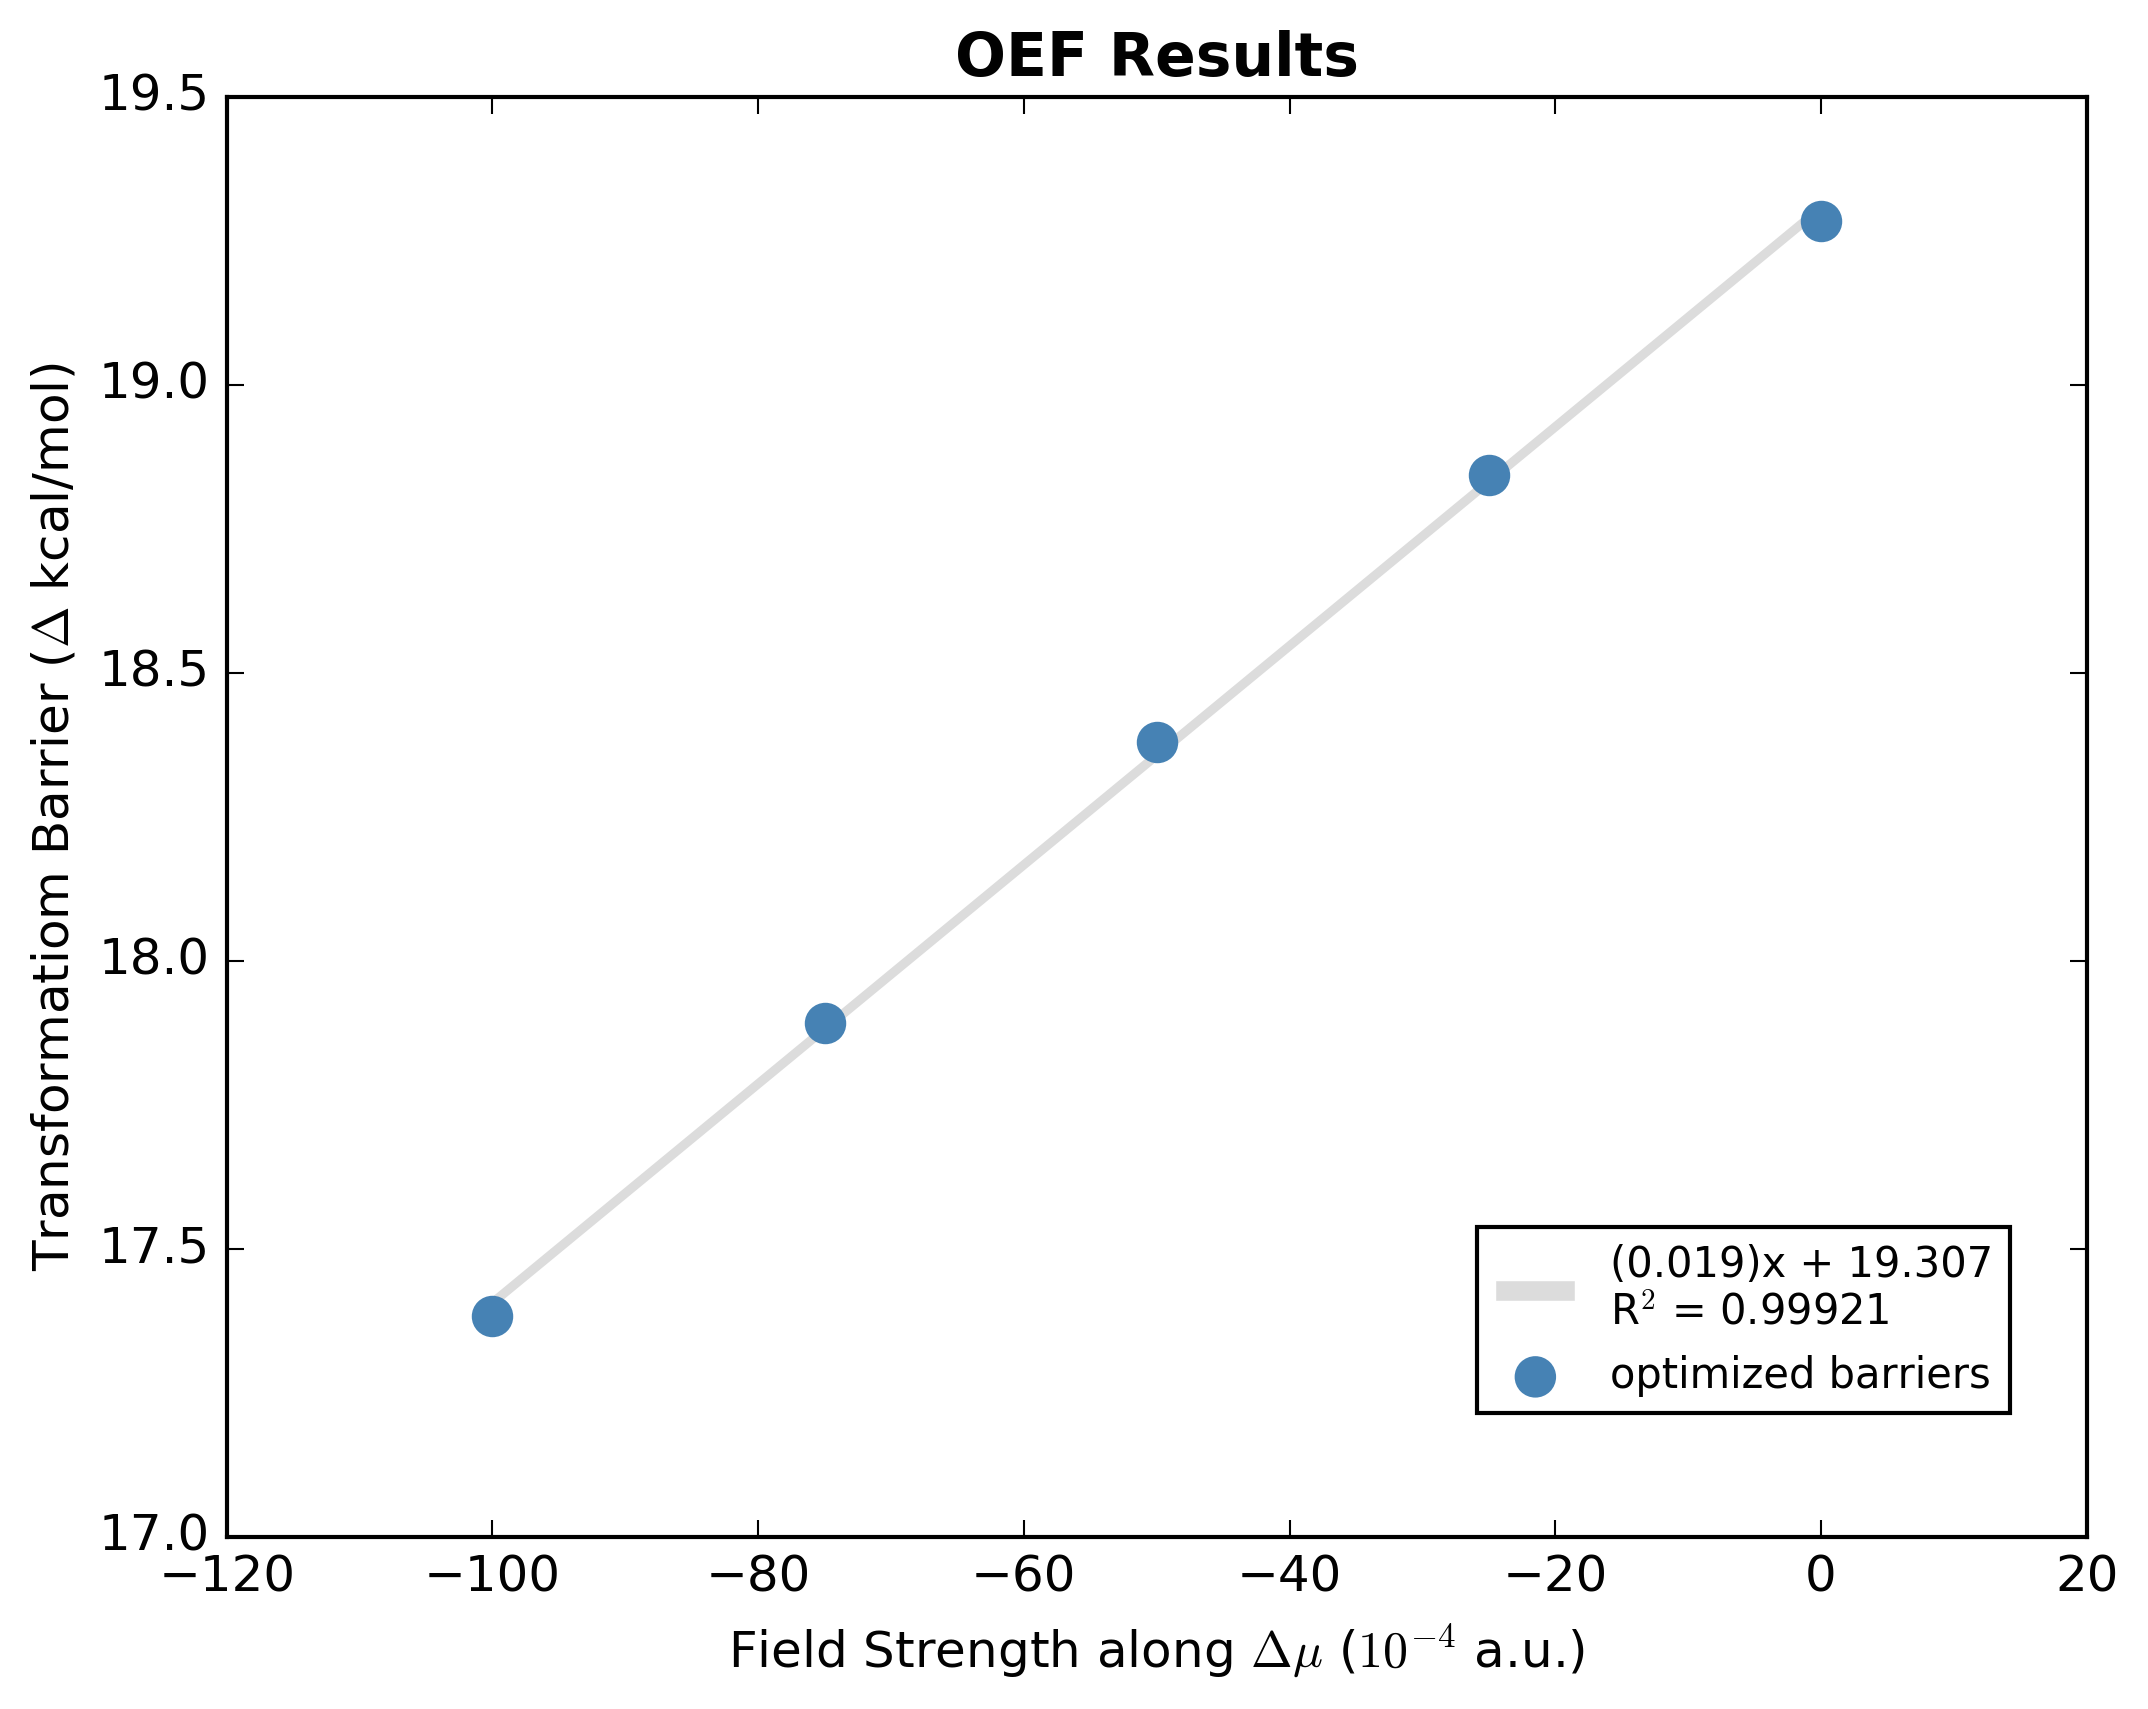 OEF Results
19.5
19.0
18.5
18.0
17.5
17.0
Transformatiom Barrier (Δ kcal/mol)
(0.019)x + 19.307
R² = 0.99921
optimized barriers
−120 −100 −80 −60 −40 −20 0 20
Field Strength along Δμ (10⁻⁴ a.u.)